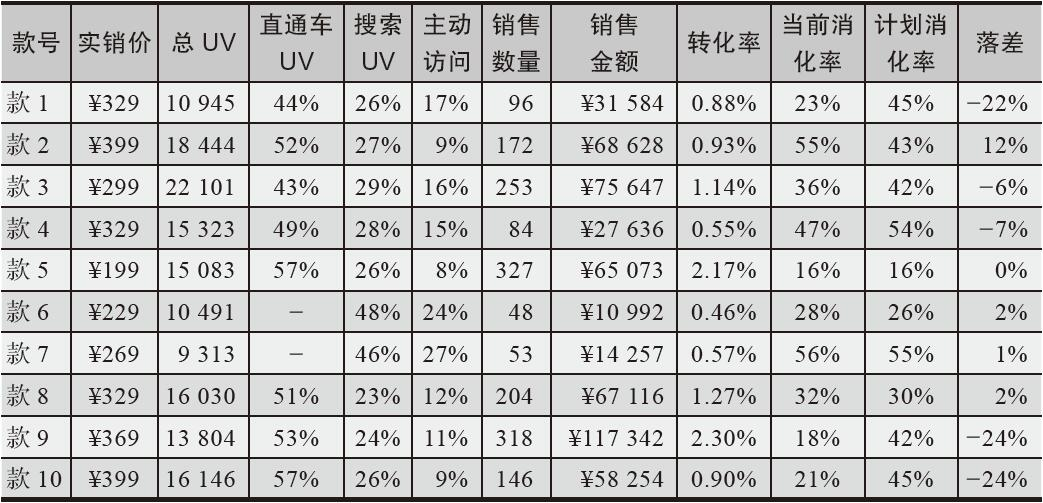 款号 实销价 总 UV 直通车 UV 搜索 UV 主动访问 销售数量 销售金额 转化率 当前消化率 计划消化率 落差
款 1 ¥329 10 945 44% 26% 17% 96 ¥31 584 0.88% 23% 45% −22%
款 2 ¥399 18 444 52% 27% 9% 172 ¥68 628 0.93% 55% 43% 12%
款 3 ¥299 22 101 43% 29% 16% 253 ¥75 647 1.14% 36% 42% −6%
款 4 ¥329 15 323 49% 28% 15% 84 ¥27 636 0.55% 47% 54% −7%
款 5 ¥199 15 083 57% 26% 8% 327 ¥65 073 2.17% 16% 16% 0%
款 6 ¥229 10 491 − 48% 24% 48 ¥10 992 0.46% 28% 26% 2%
款 7 ¥269 9 313 − 46% 27% 53 ¥14 257 0.57% 56% 55% 1%
款 8 ¥329 16 030 51% 23% 12% 204 ¥67 116 1.27% 32% 30% 2%
款 9 ¥369 13 804 53% 24% 11% 318 ¥117 342 2.30% 18% 42% −24%
款 10 ¥399 16 146 57% 26% 9% 146 ¥58 254 0.90% 21% 45% −24%